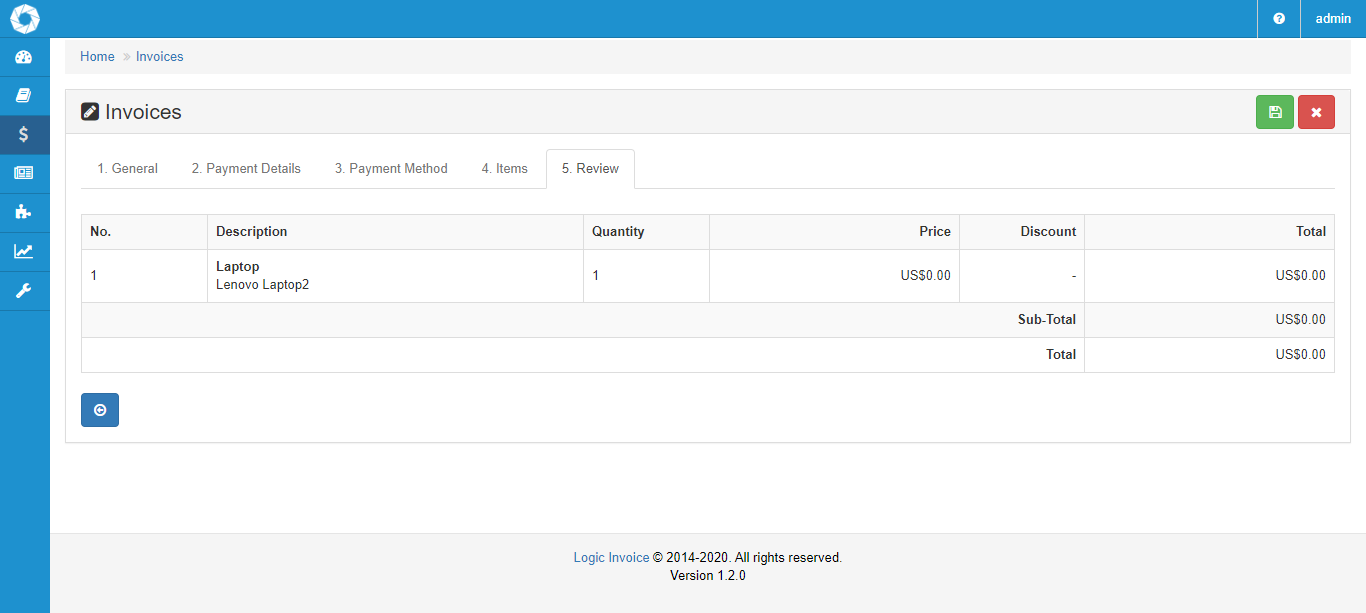 admin
Home » Invoices
Invoices
1. General 2. Payment Details 3. Payment Method 4. Items 5. Review
No. Description Quantity Price Discount Total
1 Laptop 1 US$0.00 - US$0.00
Lenovo Laptop2
Sub-Total US$0.00
Total US$0.00
Logic Invoice © 2014-2020. All rights reserved.
Version 1.2.0